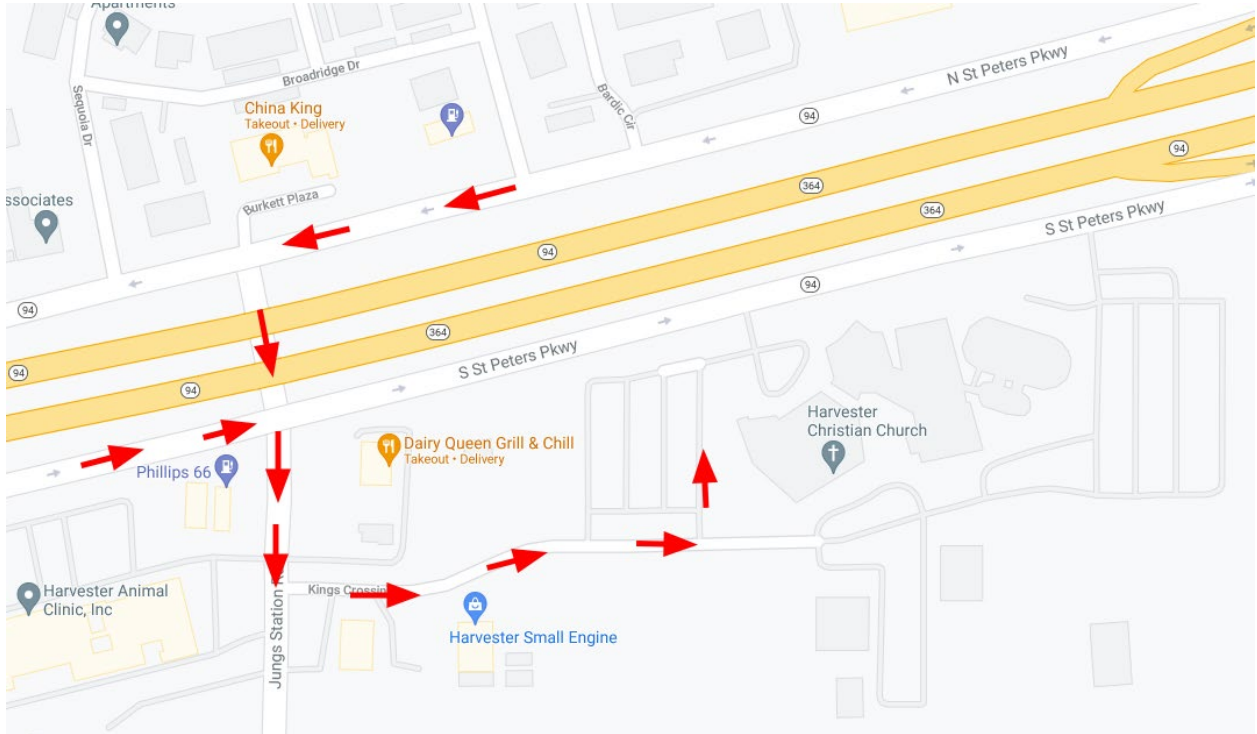 Apartments
N St Peters Pkwy
Broadridge Dr
Sequoia Dr
Bardic Cir
China King
Takeout • Delivery
94
94
Burkett Plaza
364
ssociates
364
S St Peters Pkwy
94
94
94
364
S St Peters Pkwy
94
94
Harvester
Christian Church
Dairy Queen Grill & Chill
Takeout • Delivery
Phillips 66
Harvester Animal
Clinic, Inc
Kings Crossin
Jungs Station R
Harvester Small Engine